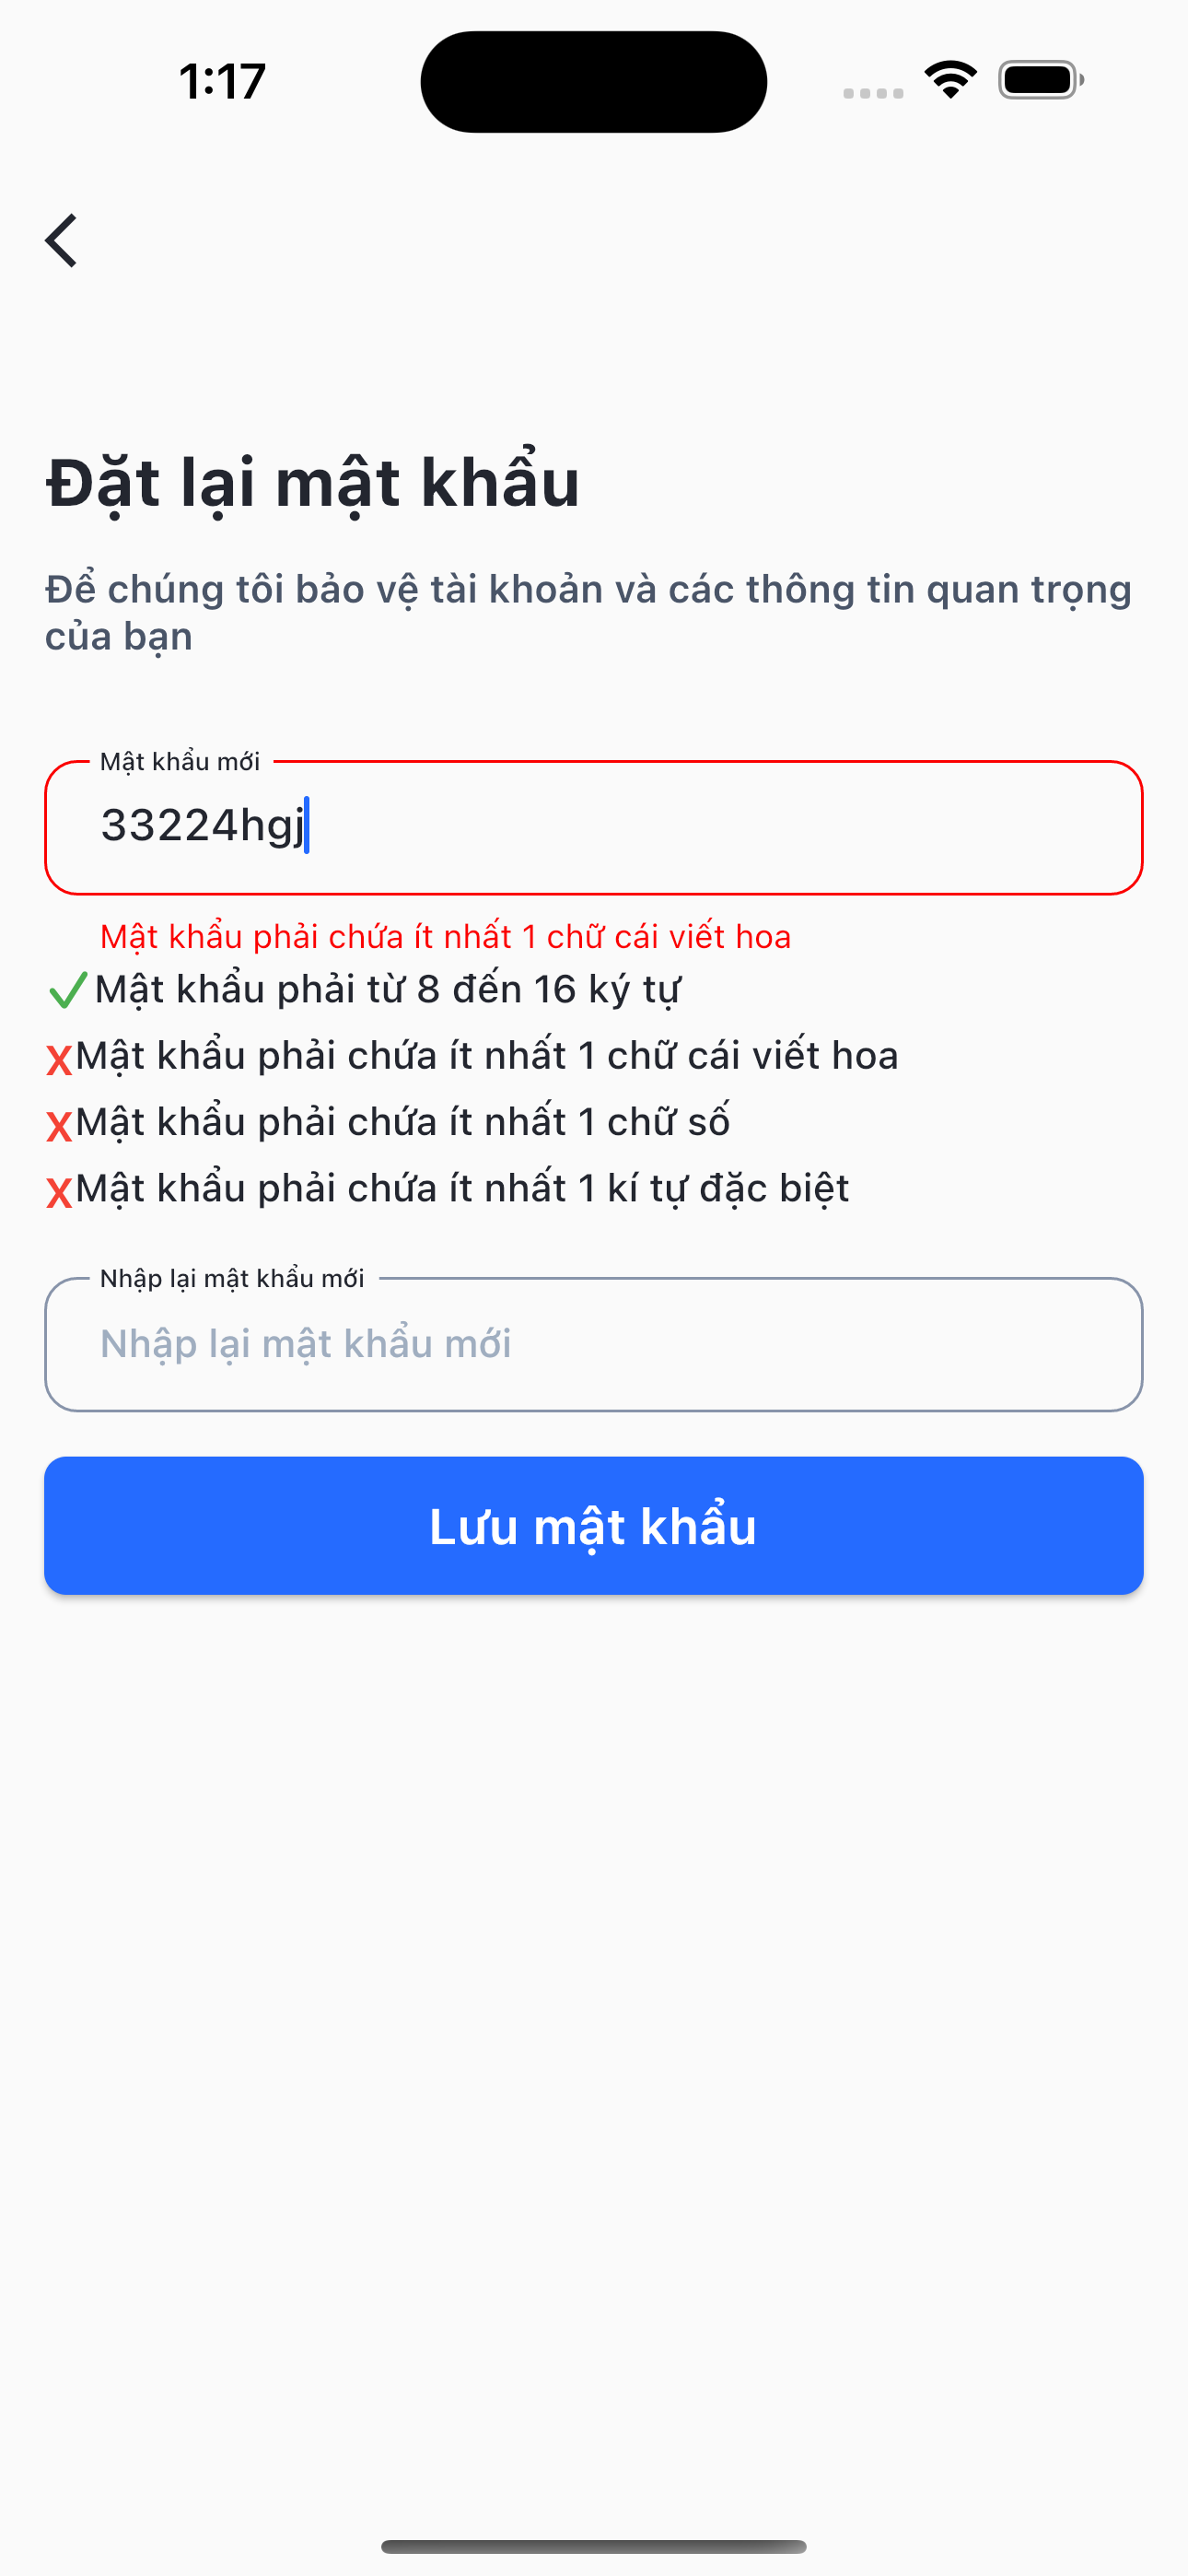 1:17
Đặt lại mật khẩu
Để chúng tôi bảo vệ tài khoản và các thông tin quan trọng
của bạn
Mật khẩu mới
33224hgj
Mật khẩu phải chứa ít nhất 1 chữ cái viết hoa
Mật khẩu phải từ 8 đến 16 ký tự
X Mật khẩu phải chứa ít nhất 1 chữ cái viết hoa
X Mật khẩu phải chứa ít nhất 1 chữ số
X Mật khẩu phải chứa ít nhất 1 kí tự đặc biệt
Nhập lại mật khẩu mới
Nhập lại mật khẩu mới
Lưu mật khẩu